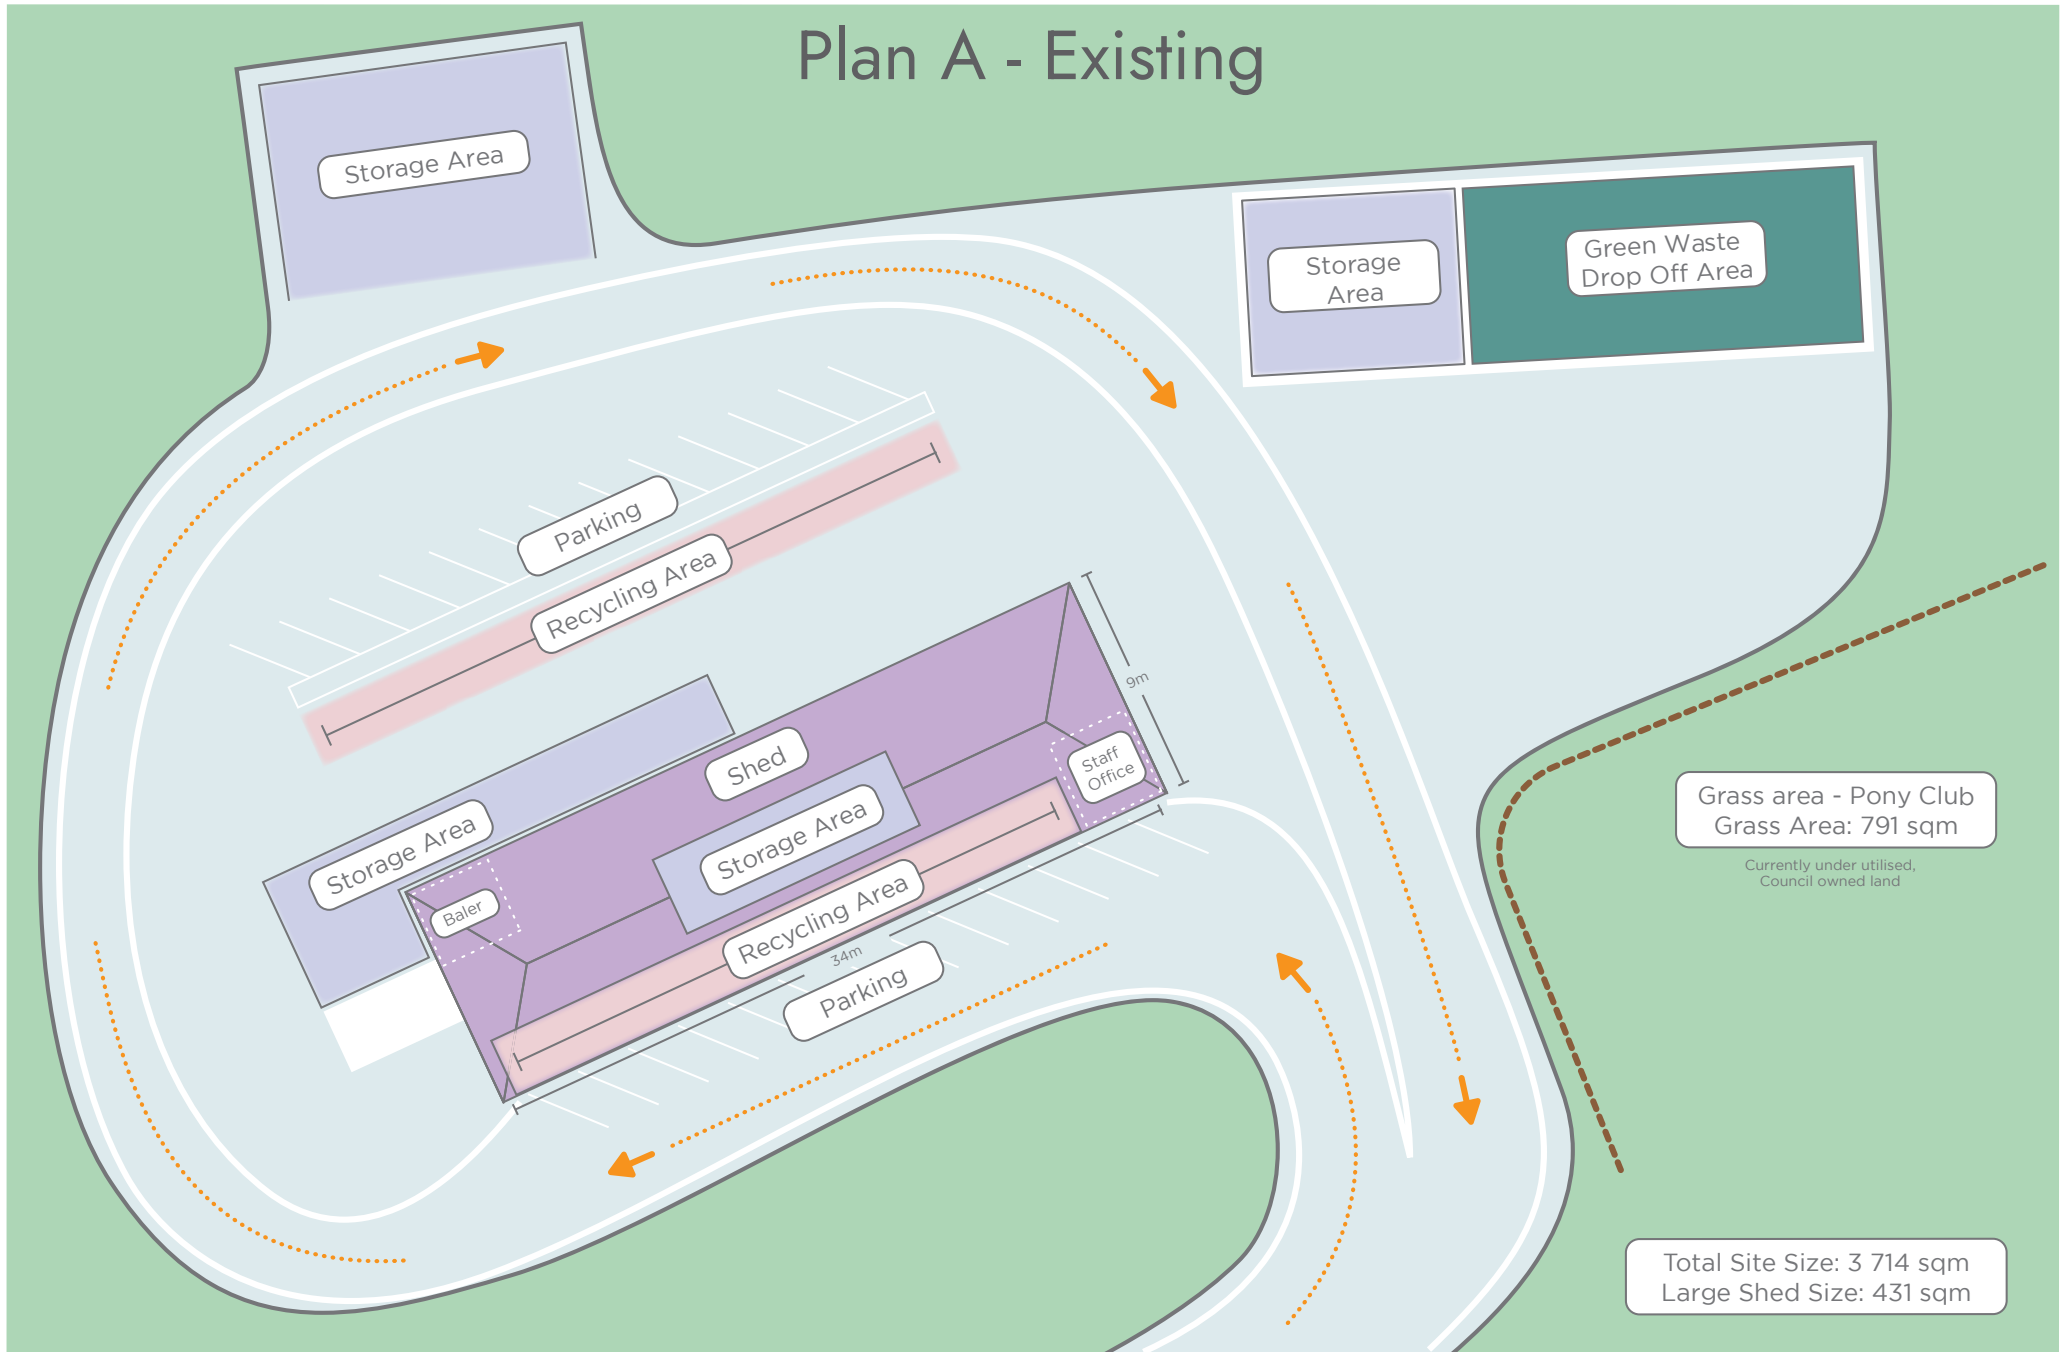 Plan A - Existing
Storage Area
Storage
Area
Green Waste
Drop Off Area
Parking
Recycling Area
9m
Shed
Staff
Office
Storage Area
Storage Area
Baler
Recycling Area
34m
Parking
Grass area - Pony Club
Grass Area: 791 sqm
Currently under utilised,
Council owned land
Total Site Size: 3 714 sqm
Large Shed Size: 431 sqm